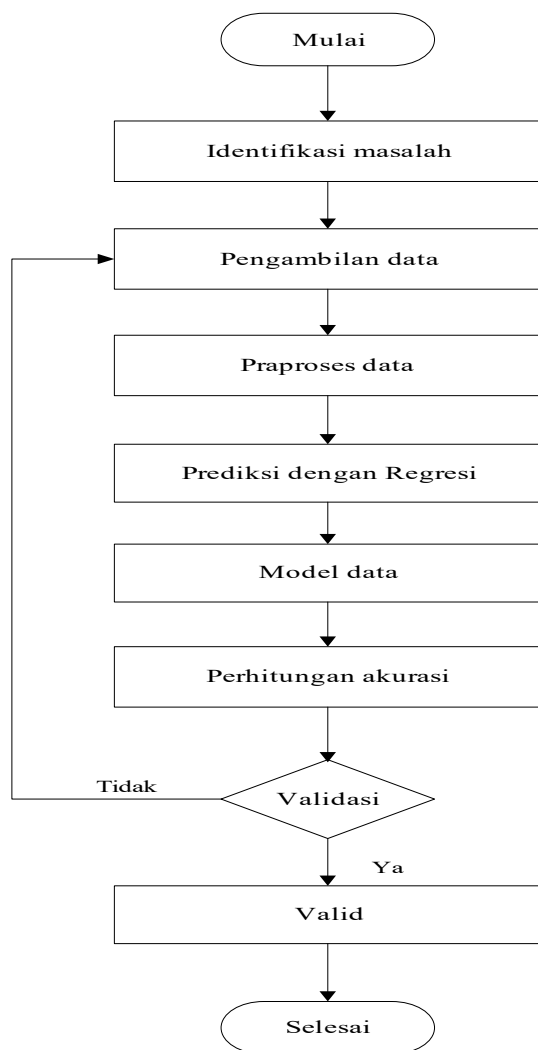 Mulai
Identifikasi masalah
Pengambilan data
Praproses data
Prediksi dengan Regresi
Model data
Perhitungan akurasi
Tidak
Validasi
Ya
Valid
Selesai